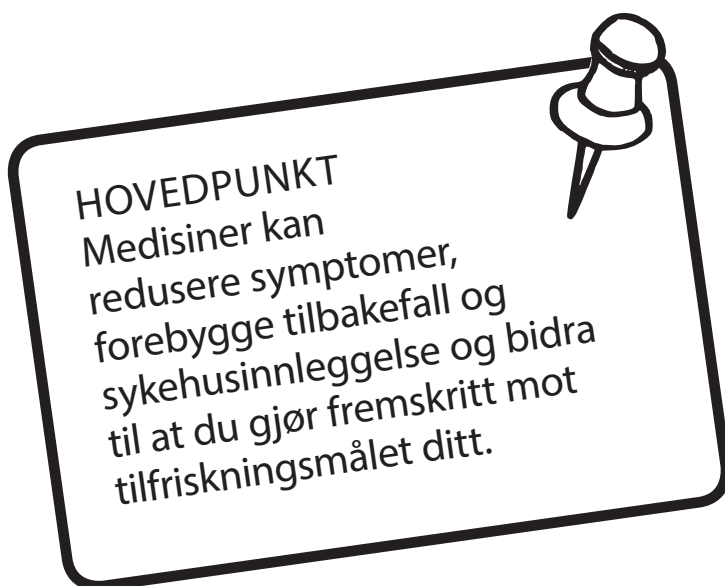 HOVEDPUNKT
Medisiner kan
redusere symptomer,
forebygge tilbakefall og
sykehusinnleggelse og bidra
til at du gjør fremskritt mot
tilfriskningsmålet ditt.